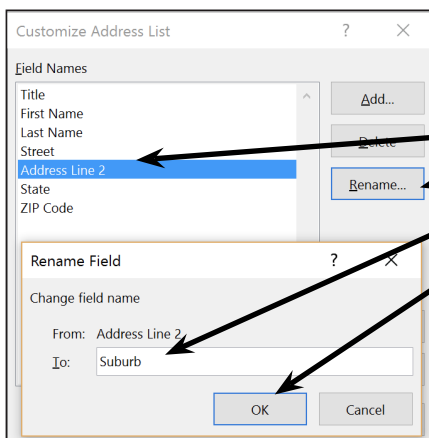 Customize Address List ? ×
Field Names
Title
First Name
Last Name
Street
Address Line 2
State
ZIP Code
Add...
Delete
Rename...
Rename Field ? ×
Change field name
From: Address Line 2
To: Suburb
OK Cancel